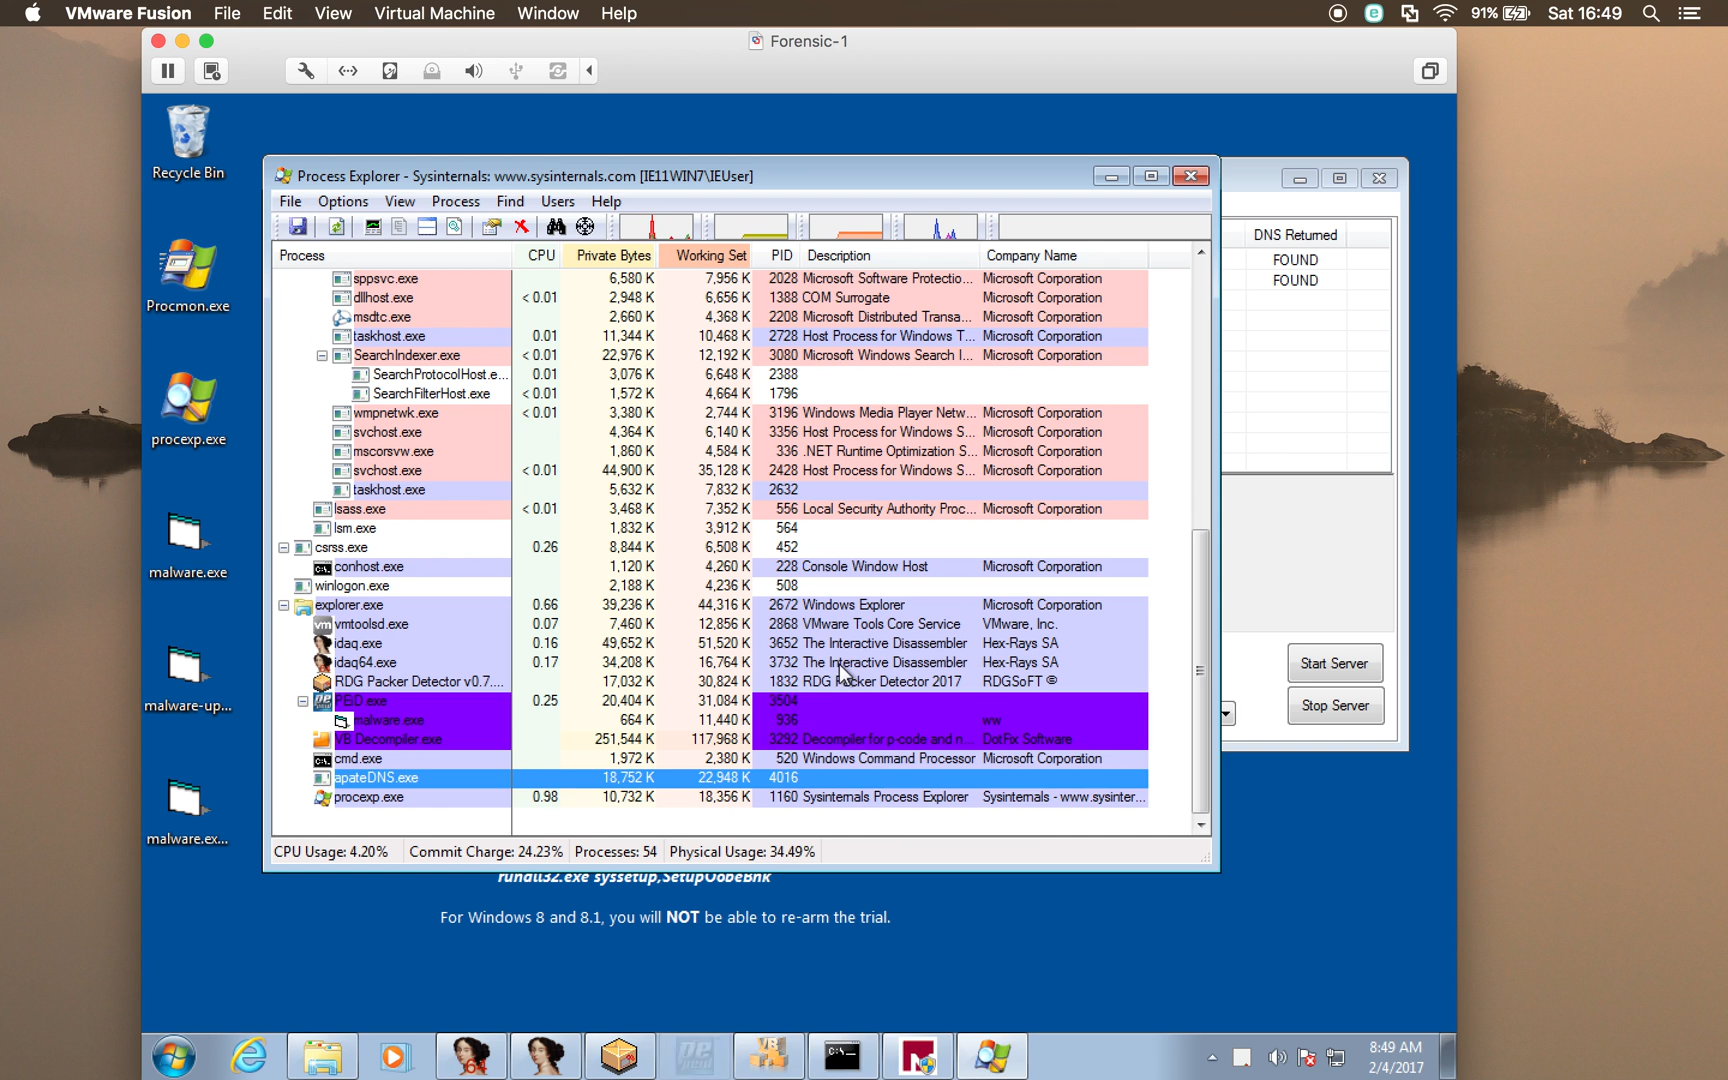 VMware Fusion File Edit View Virtual Machine Window Help 91% Sat 16:49
Forensic-1
Recycle Bin
Procmon.exe
procexp.exe
malware.exe
malware-up...
malware.ex...
Process Explorer - Sysinternals: www.sysinternals.com [IE11WIN7\IEUser]
File Options View Process Find Users Help
Process CPU Private Bytes Working Set PID Description Company Name
sppsvc.exe 6,580 K 7,956 K 2028 Microsoft Software Protectio... Microsoft Corporation
dllhost.exe < 0.01 2,948 K 6,656 K 1388 COM Surrogate Microsoft Corporation
msdtc.exe 2,660 K 4,368 K 2208 Microsoft Distributed Transa... Microsoft Corporation
taskhost.exe 0.01 11,344 K 10,468 K 2728 Host Process for Windows T... Microsoft Corporation
SearchIndexer.exe < 0.01 22,976 K 12,192 K 3080 Microsoft Windows Search I... Microsoft Corporation
SearchProtocolHost.e... 0.01 3,076 K 6,648 K 2388
SearchFilterHost.exe < 0.01 1,572 K 4,664 K 1796
wmpnetwk.exe < 0.01 3,380 K 2,744 K 3196 Windows Media Player Netw... Microsoft Corporation
svchost.exe 4,364 K 6,140 K 3356 Host Process for Windows S... Microsoft Corporation
mscorsvw.exe 1,860 K 4,584 K 336 .NET Runtime Optimization S... Microsoft Corporation
svchost.exe < 0.01 44,900 K 35,128 K 2428 Host Process for Windows S... Microsoft Corporation
taskhost.exe 5,632 K 7,832 K 2632
lsass.exe < 0.01 3,468 K 7,352 K 556 Local Security Authority Proc... Microsoft Corporation
lsm.exe 1,832 K 3,912 K 564
csrss.exe 0.26 8,844 K 6,508 K 452
conhost.exe 1,120 K 4,260 K 228 Console Window Host Microsoft Corporation
winlogon.exe 2,188 K 4,236 K 508
explorer.exe 0.66 39,236 K 44,316 K 2672 Windows Explorer Microsoft Corporation
vmtoolsd.exe 0.07 7,460 K 12,856 K 2868 VMware Tools Core Service VMware, Inc.
idaq.exe 0.16 49,652 K 51,520 K 3652 The Interactive Disassembler Hex-Rays SA
idaq64.exe 0.17 34,208 K 16,764 K 3732 The Interactive Disassembler Hex-Rays SA
RDG Packer Detector v0.7.... 17,032 K 30,824 K 1832 RDG Packer Detector 2017 RDGSoFT ©
PEiD.exe 0.25 20,404 K 31,084 K 3504
malware.exe 664 K 11,440 K 936 ww
VB Decompiler.exe 251,544 K 117,968 K 3292 Decompiler for p-code and n... DotFix Software
cmd.exe 1,972 K 2,380 K 520 Windows Command Processor Microsoft Corporation
apateDNS.exe 18,752 K 22,948 K 4016
procexp.exe 0.98 10,732 K 18,356 K 1160 Sysinternals Process Explorer Sysinternals - www.sysinter...
CPU Usage: 4.20% Commit Charge: 24.23% Processes: 54 Physical Usage: 34.49%
DNS Returned
FOUND
FOUND
Start Server
Stop Server
rundll32.exe syssetup,SetupOobeBnk
For Windows 8 and 8.1, you will NOT be able to re-arm the trial.
64
VB
C:\.
8:49 AM
2/4/2017